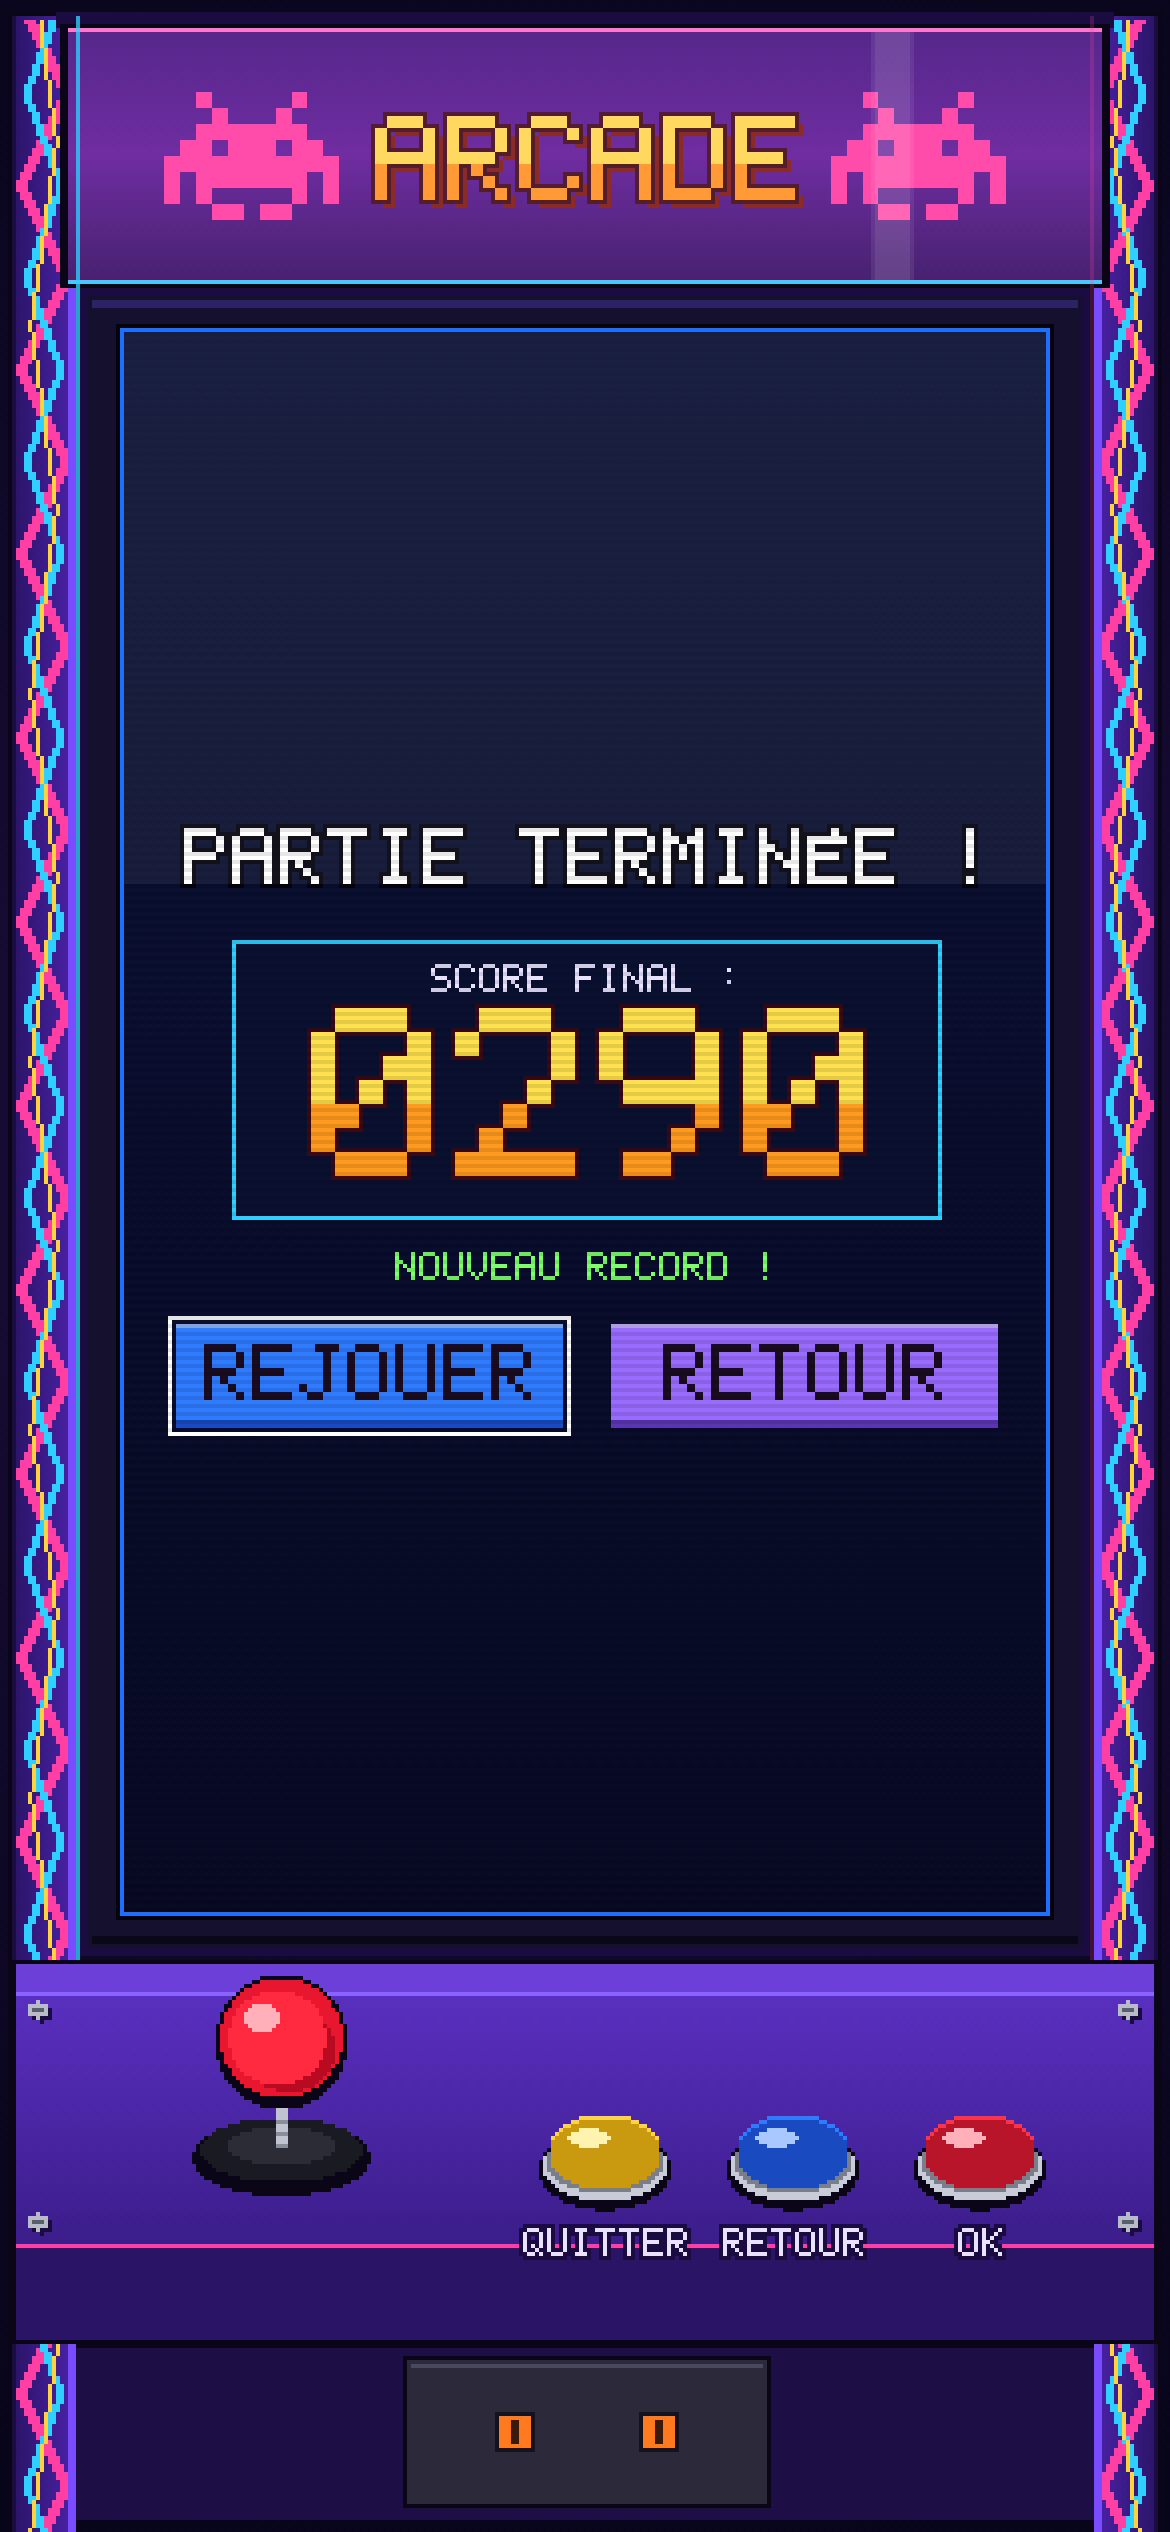 ARCADE
PARTIE TERMINÉE !
SCORE FINAL :
0290
NOUVEAU RECORD !
REJOUER RETOUR
QUITTER RETOUR OK